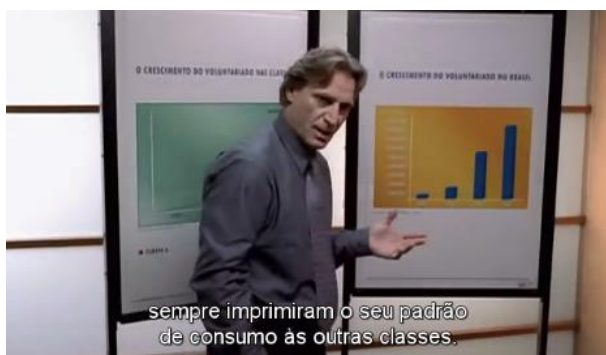 O CRESCIMENTO DO VOLUNTARIADO NAS CLAS
O CRESCIMENTO DO VOLUNTARIADO NO BRASIL
CLASSE A
sempre imprimiram o seu padrão
de consumo às outras classes.